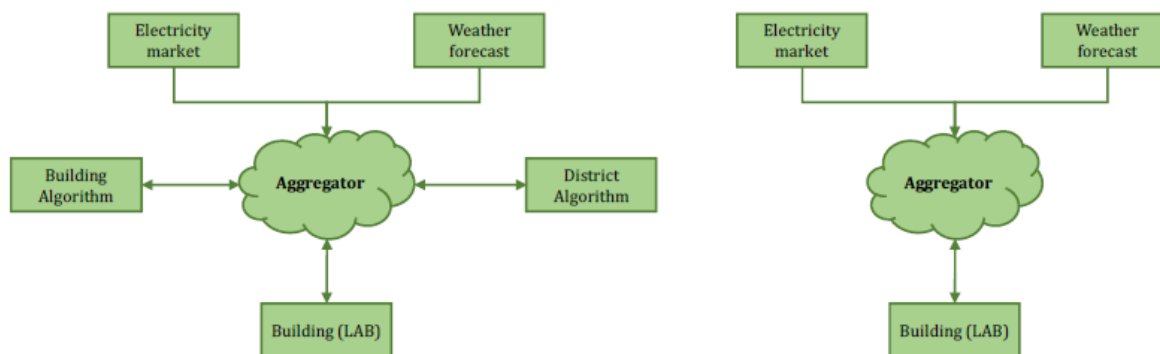 Electricity
market
Weather
forecast
Building
Algorithm
Aggregator
District
Algorithm
Building (LAB)
Electricity
market
Weather
forecast
Aggregator
Building (LAB)